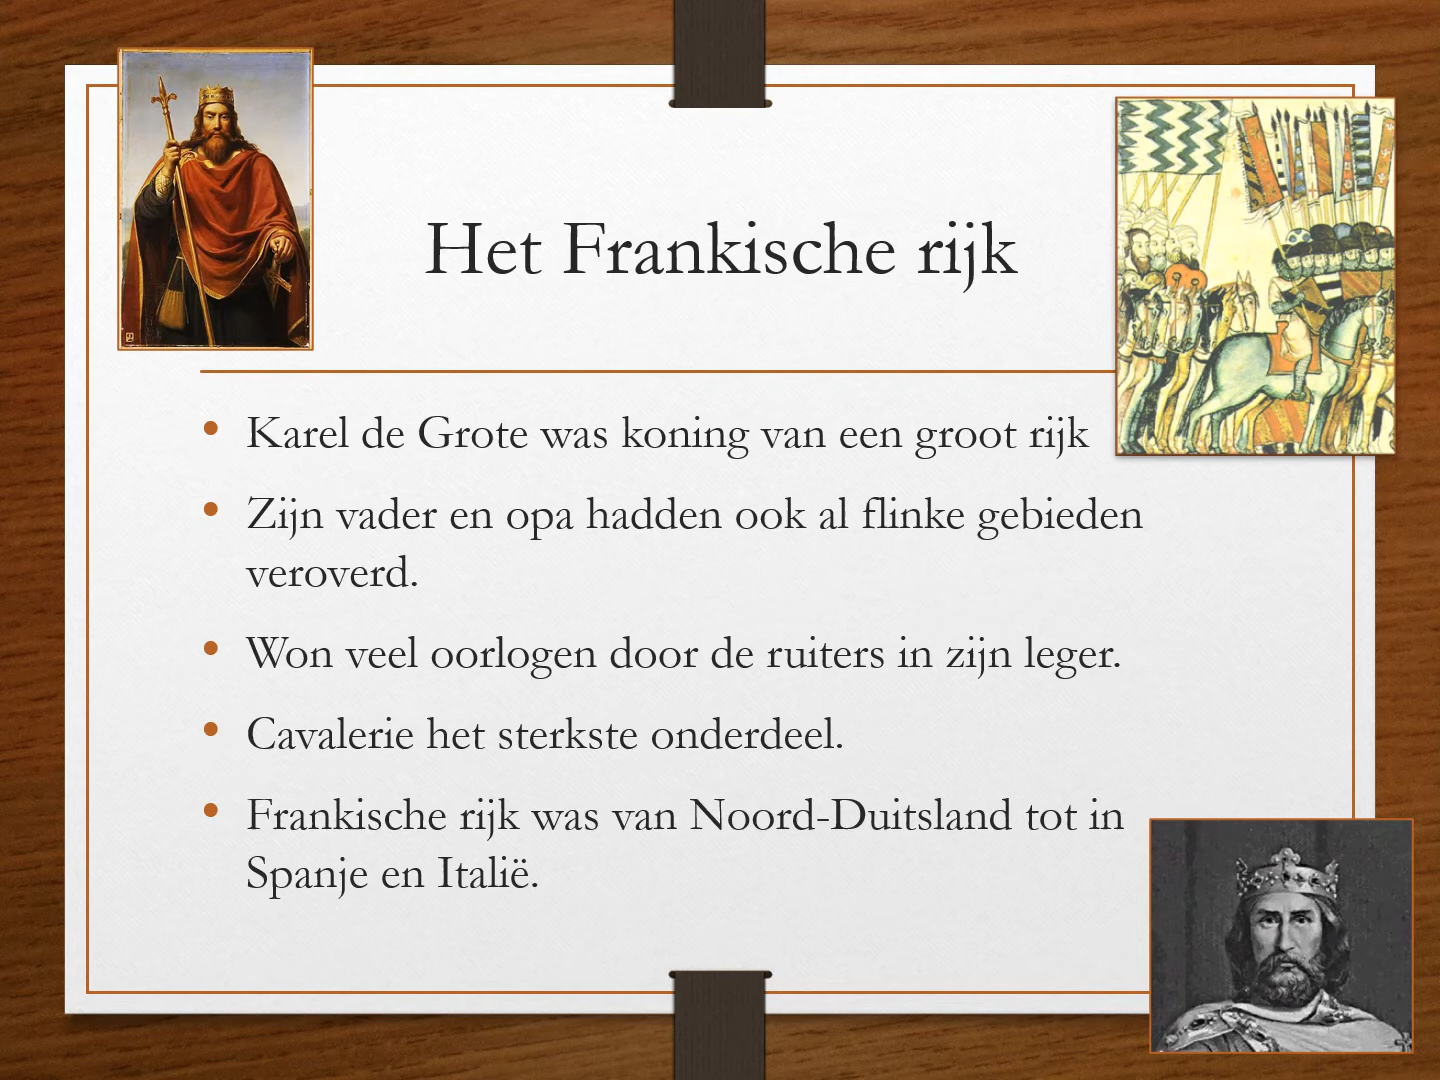 Het Frankische rijk
• Karel de Grote was koning van een groot rijk
• Zijn vader en opa hadden ook al flinke gebieden
veroverd.
• Won veel oorlogen door de ruiters in zijn leger.
• Cavalerie het sterkste onderdeel.
• Frankische rijk was van Noord-Duitsland tot in
Spanje en Italië.